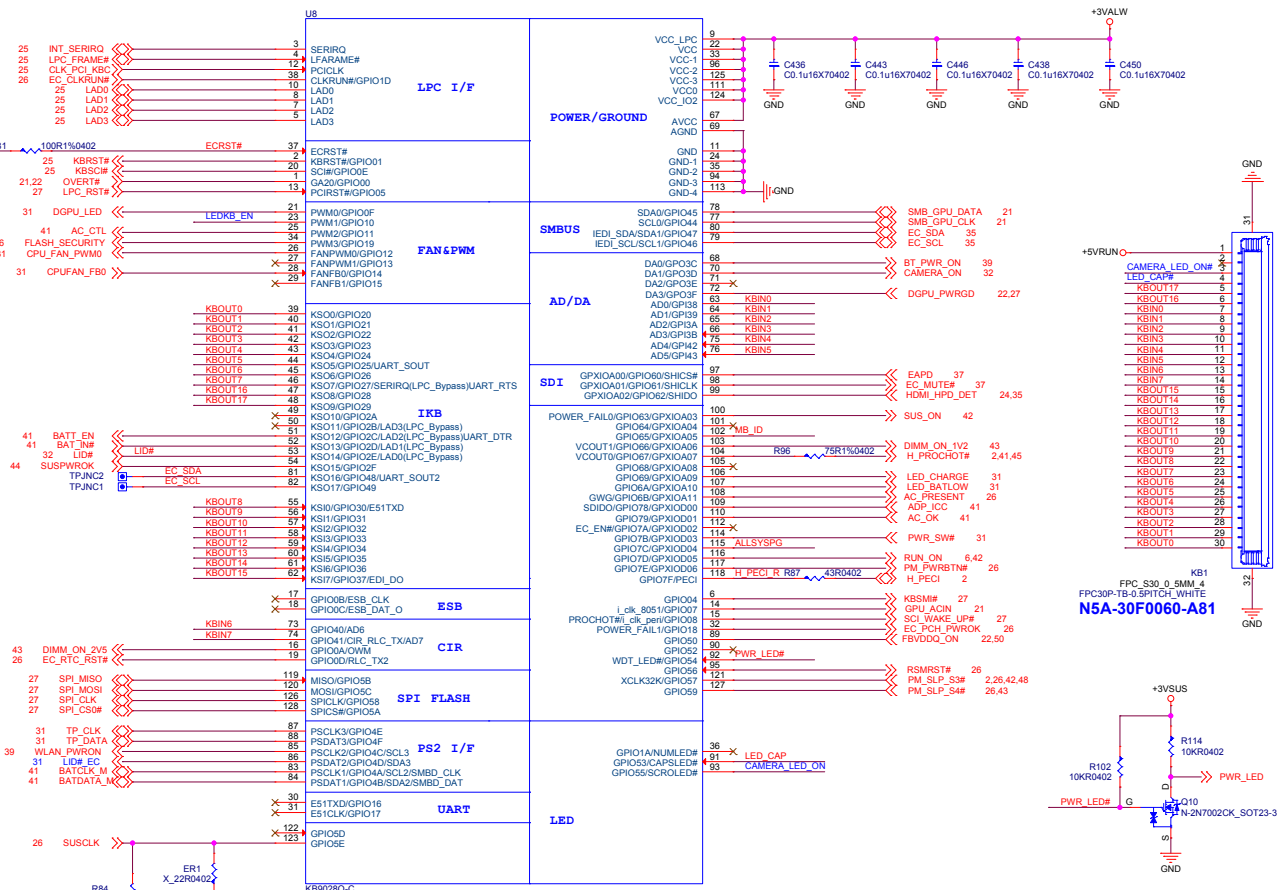 U8
LPC I/F
25 INT_SERIRQ 3 SERIRQ
25 LPC_FRAME# 4 LFARAME#
25 CLK_PCI_KBC 12 PCICLK
26 EC_CLKRUN# 38 CLKRUN#/GPIO1D
25 LAD0 10 LAD0
25 LAD1 8 LAD1
25 LAD2 7 LAD2
25 LAD3 5 LAD3
100R1%0402 ECRST# 37 ECRST#
25 KBRST# 2 KBRST#/GPIO01
25 KBSCI# 20 SCI#/GPIO0E
21,22 OVERT# 1 GA20/GPIO00
27 LPC_RST# 13 PCIRST#/GPIO05
FAN&PWM
31 DGPU_LED 21 PWM0/GPIO0F
LEDKB_EN 23 PWM1/GPIO10
41 AC_CTL 25 PWM2/GPIO11
FLASH_SECURITY 34 PWM3/GPIO19
CPU_FAN_PWM0 26 FANPWM0/GPIO12
27 FANPWM1/GPIO13
31 CPUFAN_FB0 28 FANFB0/GPIO14
29 FANFB1/GPIO15
IKB
KBOUT0 39 KSO0/GPIO20
KBOUT1 40 KSO1/GPIO21
KBOUT2 41 KSO2/GPIO22
KBOUT3 42 KSO3/GPIO23
KBOUT4 43 KSO4/GPIO24
KBOUT5 44 KSO5/GPIO25/UART_SOUT
KBOUT6 45 KSO6/GPIO26
KBOUT7 46 KSO7/GPIO27/SERIRQ(LPC_Bypass)UART_RTS
KBOUT16 47 KSO8/GPIO28
KBOUT17 48 KSO9/GPIO29
49 KSO10/GPIO2A
50 KSO11/GPIO2B/LAD3(LPC_Bypass)
41 BATT_EN 51 KSO12/GPIO2C/LAD2(LPC_Bypass)UART_DTR
41 BAT_IN# 52 KSO13/GPIO2D/LAD1(LPC_Bypass)
32 LID# LID# 53 KSO14/GPIO2E/LAD0(LPC_Bypass)
44 SUSPWROK 54 KSO15/GPIO2F
TPJNC2 EC_SDA 81 KSO16/GPIO48/UART_SOUT2
TPJNC1 EC_SCL 82 KSO17/GPIO49
KBOUT8 55 KSI0/GPIO30/E51TXD
KBOUT9 56 KSI1/GPIO31
KBOUT10 57 KSI2/GPIO32
KBOUT11 58 KSI3/GPIO33
KBOUT12 59 KSI4/GPIO34
KBOUT13 60 KSI5/GPIO35
KBOUT14 61 KSI6/GPIO36
KBOUT15 62 KSI7/GPIO37/EDI_DO
ESB
17 GPIO0B/ESB_CLK
18 GPIO0C/ESB_DAT_O
CIR
KBIN6 73 GPIO40/AD6
KBIN7 74 GPIO41/CIR_RLC_TX/AD7
43 DIMM_ON_2V5 16 GPIO0A/OWM
26 EC_RTC_RST# 19 GPIO0D/RLC_TX2
SPI FLASH
27 SPI_MISO 119 MISO/GPIO5B
27 SPI_MOSI 120 MOSI/GPIO5C
27 SPI_CLK 126 SPICLK/GPIO58
27 SPI_CS0# 128 SPICS#/GPIO5A
PS2 I/F
31 TP_CLK 87 PSCLK3/GPIO4E
31 TP_DATA 88 PSDAT3/GPIO4F
39 WLAN_PWRON 85 PSCLK2/GPIO4C/SCL3
31 LID#_EC 86 PSDAT2/GPIO4D/SDA3
41 BATCLK_M 83 PSCLK1/GPIO4A/SCL2/SMBD_CLK
41 BATDATA_M 84 PSDAT1/GPIO4B/SDA2/SMBD_DAT
UART
30 E51TXD/GPIO16
31 E51CLK/GPIO17
122 GPIO5D
26 SUSCLK 123 GPIO5E
ER1
X_22R0402
R84
KB9028Q-C
POWER/GROUND
VCC_LPC 9
VCC 22
VCC-1 33
VCC-2 96
VCC-3 125
VCC0 111
VCC_IO2 124
AVCC 67
AGND 69
GND 11
GND-1 24
GND-2 35
GND-3 94
GND-4 113
GND
+3VALW
C436 C0.1u16X70402 GND
C443 C0.1u16X70402 GND
C446 C0.1u16X70402 GND
C438 C0.1u16X70402 GND
C450 C0.1u16X70402 GND
SMBUS
SDA0/GPIO45 78 SMB_GPU_DATA 21
SCL0/GPIO44 77 SMB_GPU_CLK 21
IEDI_SDA/SDA1/GPIO47 80 EC_SDA 35
IEDI_SCL/SCL1/GPIO46 79 EC_SCL 35
AD/DA
DA0/GPO3C 68 BT_PWR_ON 39
DA1/GPO3D 70 CAMERA_ON 32
DA2/GPO3E 71
DA3/GPO3F 72 DGPU_PWRGD 22,27
AD0/GPI38 63 KBIN0
AD1/GPI39 64 KBIN1
AD2/GPI3A 65 KBIN2
AD3/GPI3B 66 KBIN3
AD4/GPI42 75 KBIN4
AD5/GPI43 76 KBIN5
SDI
GPXIOA00/GPIO60/SHICS# 97 EAPD 37
GPXIOA01/GPIO61/SHICLK 98 EC_MUTE# 37
GPXIOA02/GPIO62/SHIDO 99 HDMI_HPD_DET 24,35
POWER_FAIL0/GPIO63/GPXIOA03 100 SUS_ON 42
GPIO64/GPXIOA04 101
GPIO65/GPXIOA05 102 MB_ID
VCOUT1/GPIO66/GPXIOA06 103 DIMM_ON_1V2 43
VCOUT0/GPIO67/GPXIOA07 104 R96 75R1%0402 H_PROCHOT# 2,41,45
GPIO68/GPXIOA08 105
GPIO69/GPXIOA09 106 LED_CHARGE 31
GPIO6A/GPXIOA10 107 LED_BATLOW 31
GWG/GPIO6B/GPXIOA11 108 AC_PRESENT 26
SDIDO/GPIO78/GPXIOD00 109 ADP_ICC 41
GPIO79/GPXIOD01 110 AC_OK 41
EC_EN#/GPIO7A/GPXIOD02 112
GPIO7B/GPXIOD03 114 PWR_SW# 31
GPIO7C/GPXIOD04 115 ALLSYSPG
GPIO7D/GPXIOD05 116 RUN_ON 6,42
GPIO7E/GPXIOD06 117 PM_PWRBTN# 26
GPIO7F/PECI 118 H_PECI_R R87 43R0402 H_PECI 2
GPIO04 6 KBSMI# 27
i_clk_8051/GPIO07 14 GPU_ACIN 21
PROCHOT#/i_clk_peri/GPIO08 15 SCI_WAKE_UP# 27
POWER_FAIL1/GPIO18 32 EC_PCH_PWROK 26
GPIO50 89 FBVDDQ_ON 22,50
GPIO52 90
WDT_LED#/GPIO54 92 PWR_LED#
GPIO56 95 RSMRST# 26
XCLK32K/GPIO57 121 PM_SLP_S3# 2,26,42,48
GPIO59 127 PM_SLP_S4# 26,43
LED
GPIO1A/NUMLED# 36
GPIO53/CAPSLED# 91 LED_CAP
GPIO55/SCROLED# 93 CAMERA_LED_ON
GND
31
+5VRUN 1
2
CAMERA_LED_ON# 3
LED_CAP# 4
KBOUT17 5
KBOUT16 6
KBIN0 7
KBIN1 8
KBIN2 9
KBIN3 10
KBIN4 11
KBIN5 12
KBIN6 13
KBIN7 14
KBOUT15 15
KBOUT14 16
KBOUT13 17
KBOUT12 18
KBOUT11 19
KBOUT10 20
KBOUT9 21
KBOUT8 22
KBOUT7 23
KBOUT6 24
KBOUT5 25
KBOUT4 26
KBOUT3 27
KBOUT2 28
KBOUT1 29
KBOUT0 30
32
GND
KB1
FPC_S30_0_5MM_4
FPC30P-TB-0.5PITCH_WHITE
N5A-30F0060-A81
+3VSUS
R114
10KR0402
R102
10KR0402
PWR_LED
PWR_LED# G D S
Q10
N-2N7002CK_SOT23-3
GND